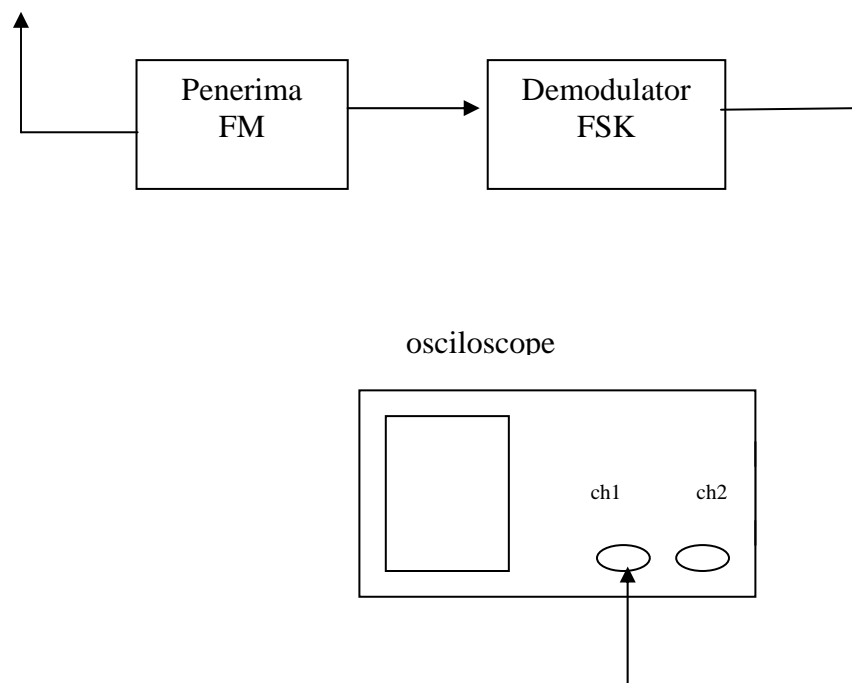 Penerima
FM
Demodulator
FSK
osciloscope
ch1
ch2